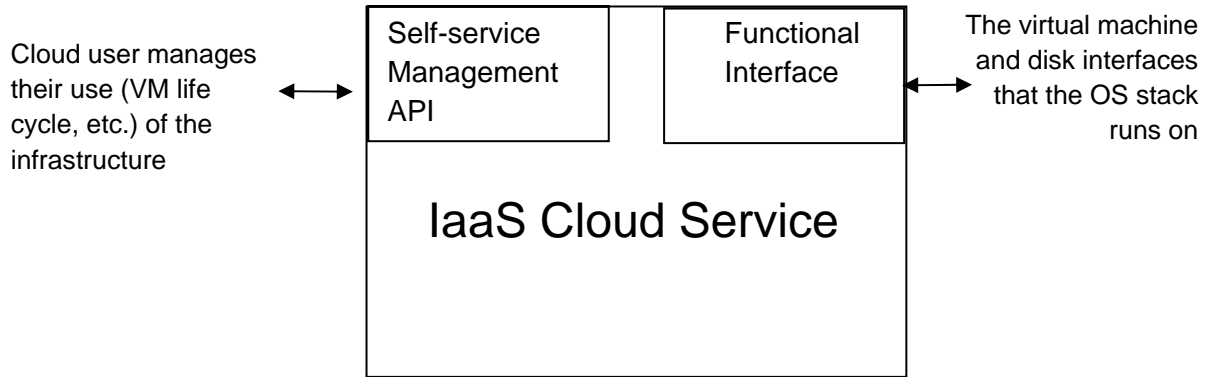 Cloud user manages
their use (VM life
cycle, etc.) of the
infrastructure
Self-service
Management
API
Functional
Interface
The virtual machine
and disk interfaces
that the OS stack
runs on
IaaS Cloud Service